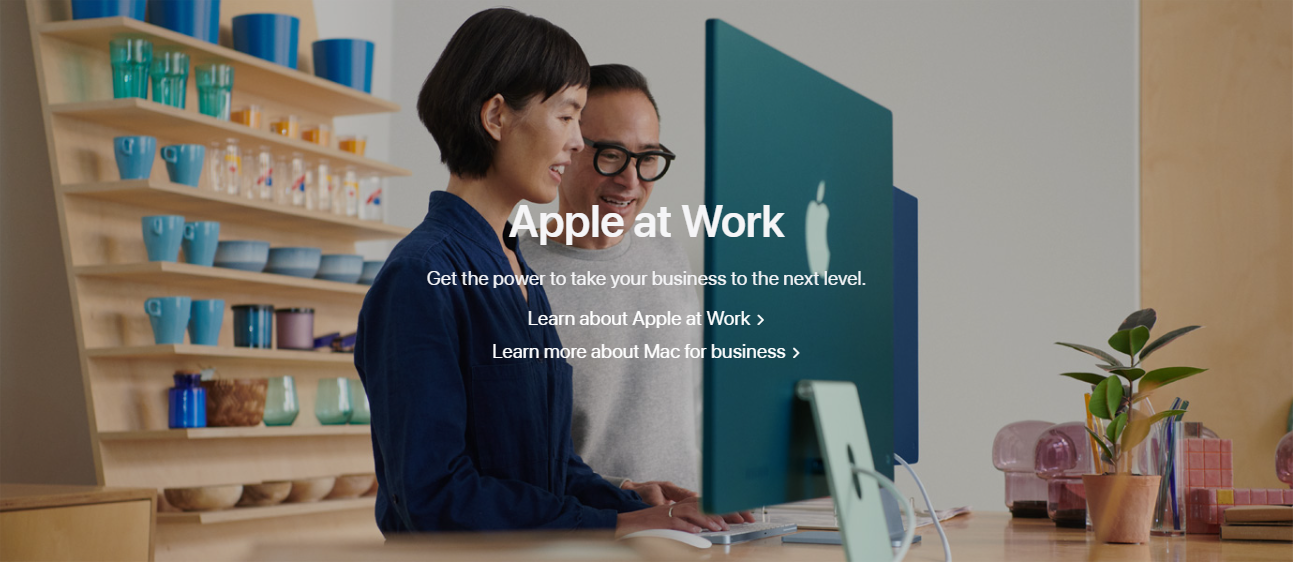 Apple at Work
Get the power to take your business to the next level.
Learn about Apple at Work >
Learn more about Mac for business >